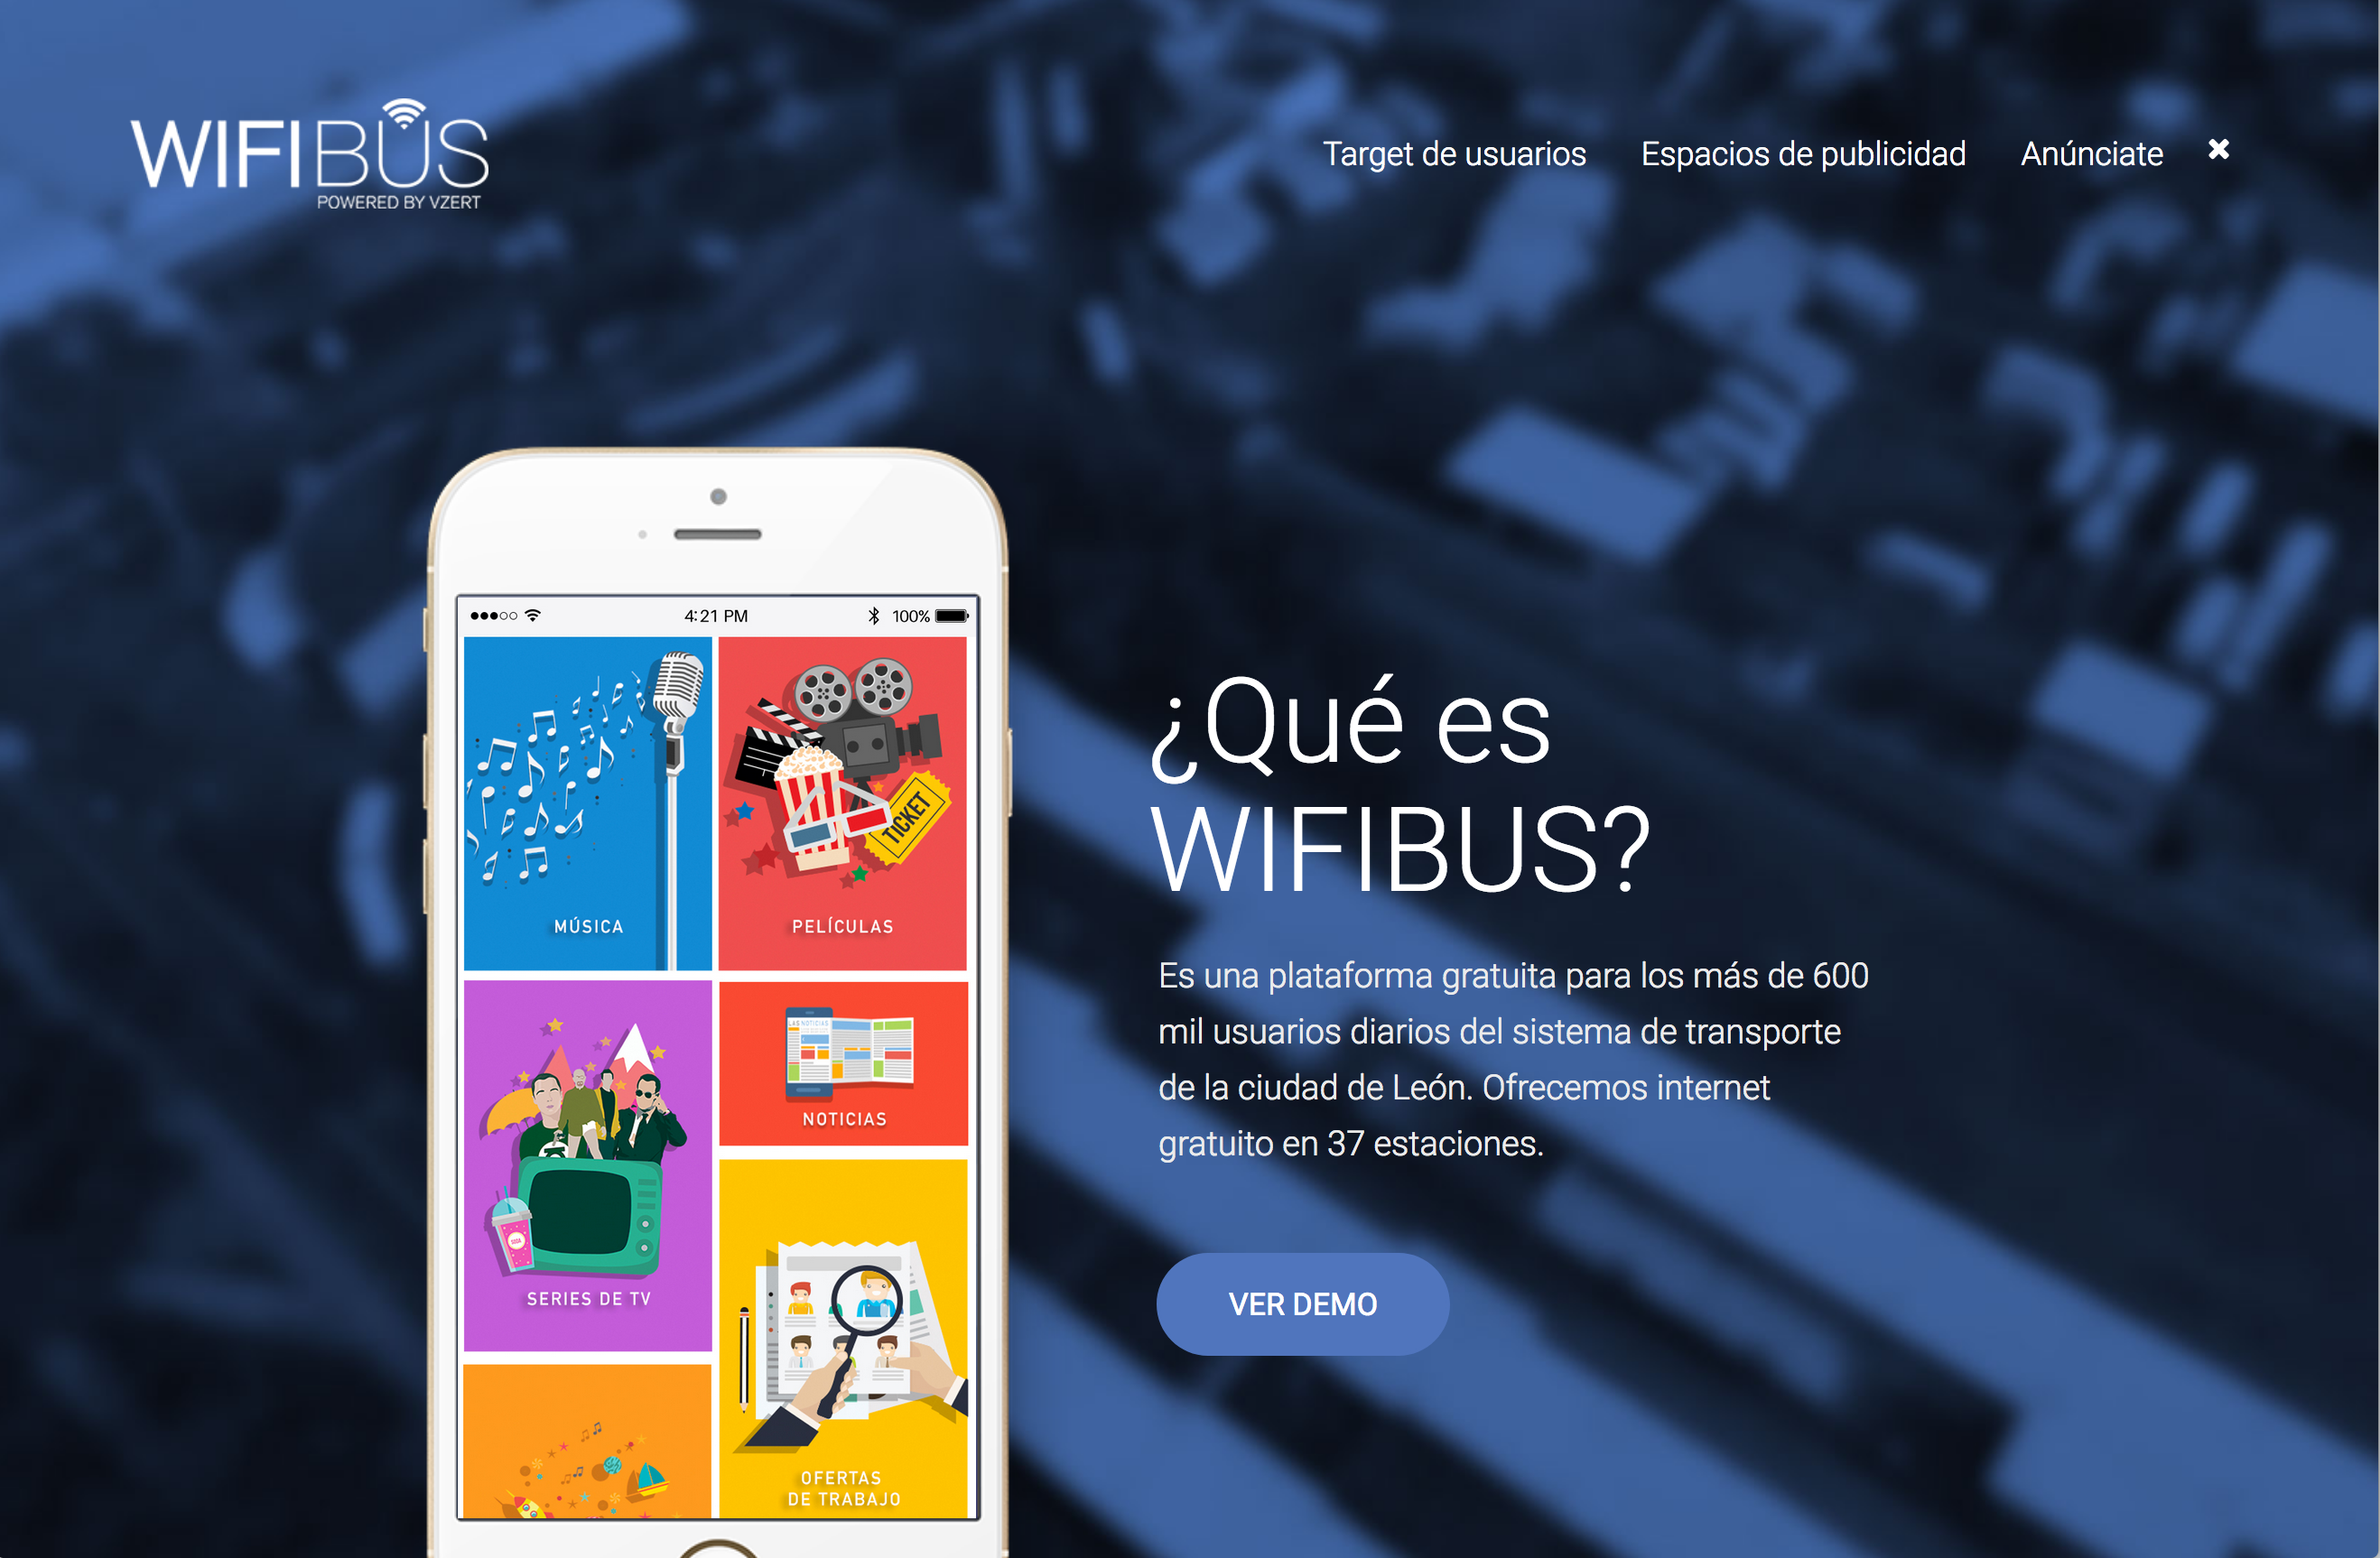 WIFIBUS
POWERED BY VZERT
Target de usuarios
Espacios de publicidad
Anúnciate
4:21 PM
100%
MÚSICA
TICKET
PELÍCULAS
SERIES DE TV
LAS NOTICIAS
NOTICIAS
OFERTAS
DE TRABAJO
¿Qué es
WIFIBUS?
Es una plataforma gratuita para los más de 600
mil usuarios diarios del sistema de transporte
de la ciudad de León. Ofrecemos internet
gratuito en 37 estaciones.
VER DEMO